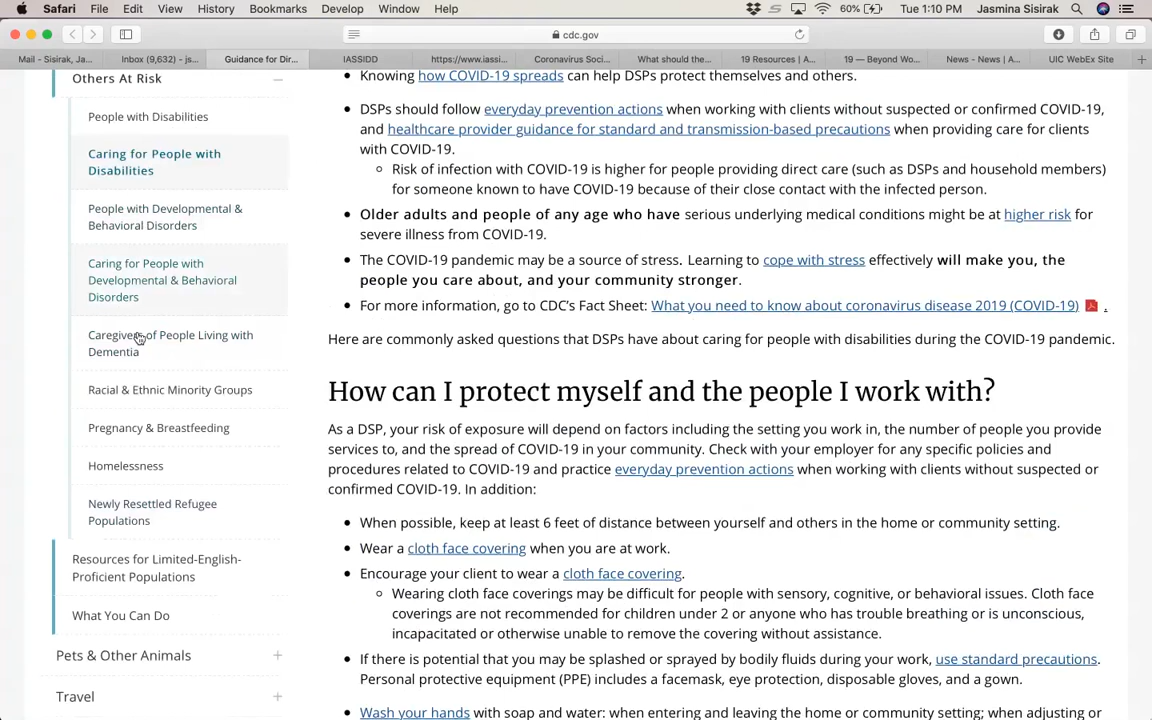 Safari File Edit View History Bookmarks Develop Window Help 60% Tue 1:10 PM Jasmina Sisirak
cdc.gov
Mail - Sisirak, Ja... Inbox (9,632) - js... Guidance for Dir... IASSIDD https://www.iassi... Coronavirus Soci... What should the... 19 Resources | A... 19 — Beyond Wo... News - News | A... UIC WebEx Site
Others At Risk
People with Disabilities
Caring for People with
Disabilities
People with Developmental &
Behavioral Disorders
Caring for People with
Developmental & Behavioral
Disorders
Caregivers of People Living with
Dementia
Racial & Ethnic Minority Groups
Pregnancy & Breastfeeding
Homelessness
Newly Resettled Refugee
Populations
Resources for Limited-English-
Proficient Populations
What You Can Do
Pets & Other Animals
Travel
Knowing how COVID-19 spreads can help DSPs protect themselves and others.
DSPs should follow everyday prevention actions when working with clients without suspected or confirmed COVID-19,
and healthcare provider guidance for standard and transmission-based precautions when providing care for clients
with COVID-19.
Risk of infection with COVID-19 is higher for people providing direct care (such as DSPs and household members)
for someone known to have COVID-19 because of their close contact with the infected person.
Older adults and people of any age who have serious underlying medical conditions might be at higher risk for
severe illness from COVID-19.
The COVID-19 pandemic may be a source of stress. Learning to cope with stress effectively will make you, the
people you care about, and your community stronger.
For more information, go to CDC's Fact Sheet: What you need to know about coronavirus disease 2019 (COVID-19) .
Here are commonly asked questions that DSPs have about caring for people with disabilities during the COVID-19 pandemic.
How can I protect myself and the people I work with?
As a DSP, your risk of exposure will depend on factors including the setting you work in, the number of people you provide
services to, and the spread of COVID-19 in your community. Check with your employer for any specific policies and
procedures related to COVID-19 and practice everyday prevention actions when working with clients without suspected or
confirmed COVID-19. In addition:
When possible, keep at least 6 feet of distance between yourself and others in the home or community setting.
Wear a cloth face covering when you are at work.
Encourage your client to wear a cloth face covering.
Wearing cloth face coverings may be difficult for people with sensory, cognitive, or behavioral issues. Cloth face
coverings are not recommended for children under 2 or anyone who has trouble breathing or is unconscious,
incapacitated or otherwise unable to remove the covering without assistance.
If there is potential that you may be splashed or sprayed by bodily fluids during your work, use standard precautions.
Personal protective equipment (PPE) includes a facemask, eye protection, disposable gloves, and a gown.
Wash your hands with soap and water: when entering and leaving the home or community setting; when adjusting or